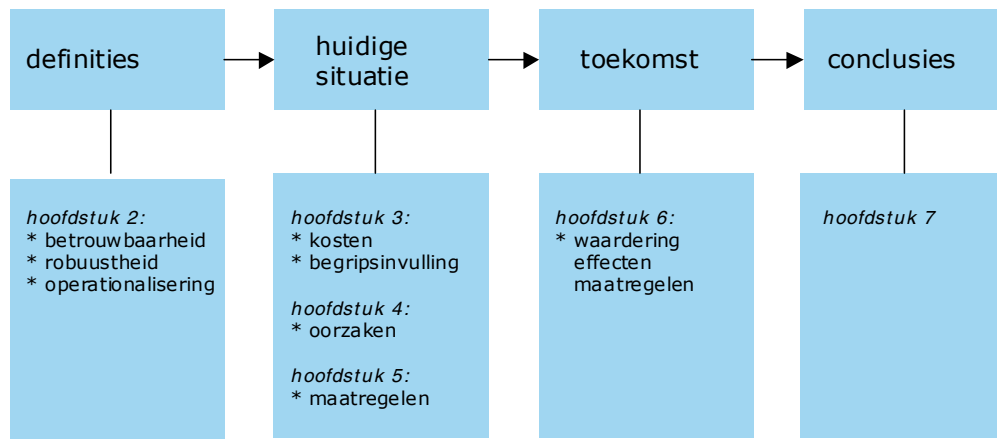 definities
huidige
situatie
toekomst
conclusies
hoofdstuk 2:
* betrouwbaarheid
* robuustheid
* operationalisering
hoofdstuk 3:
* kosten
* begripsinvulling
hoofdstuk 4:
* oorzaken
hoofdstuk 5:
* maatregelen
hoofdstuk 6:
* waardering
effecten
maatregelen
hoofdstuk 7